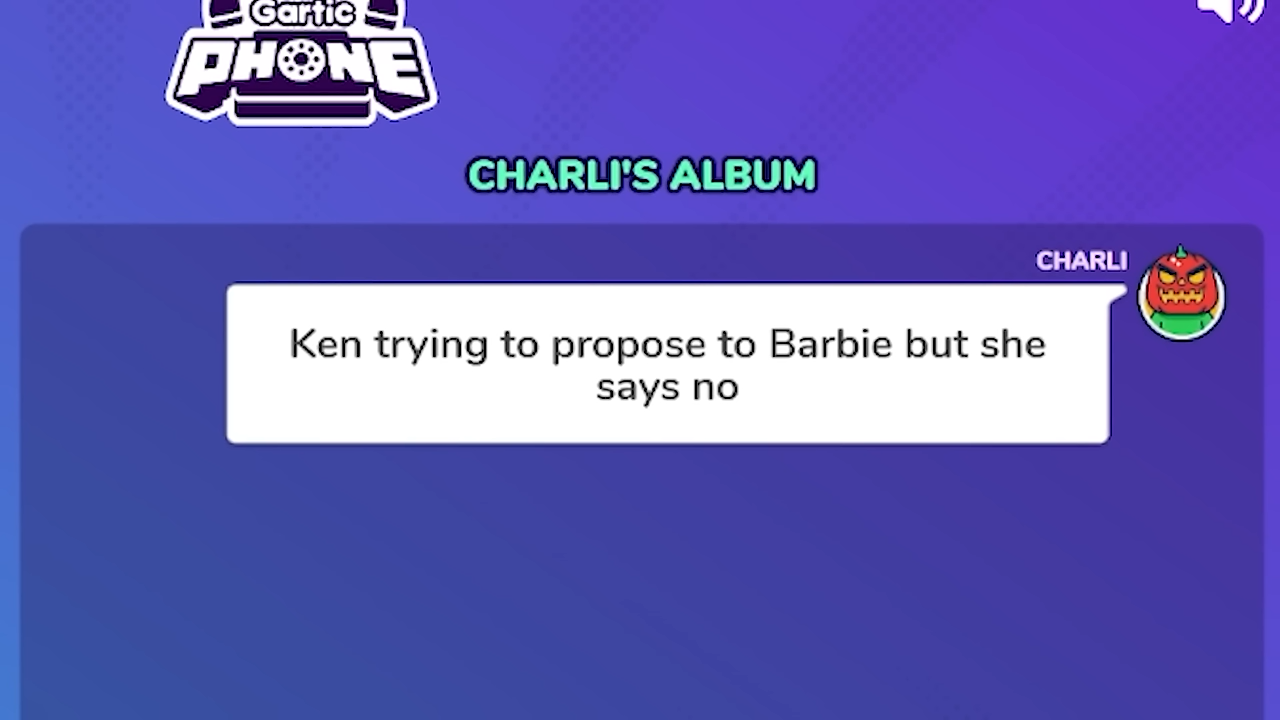 Gartic
PHONE
CHARLI'S ALBUM
CHARLI
Ken trying to propose to Barbie but she
says no